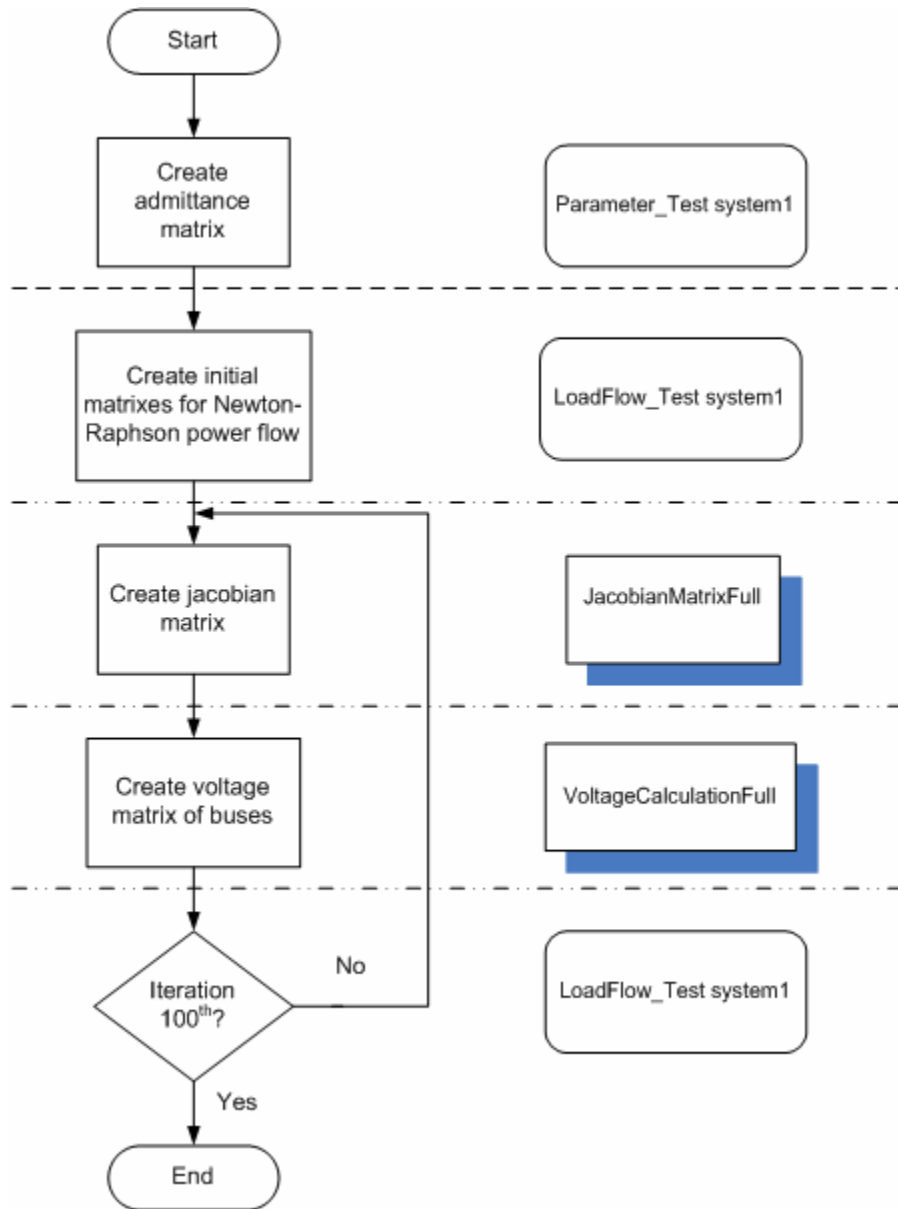 Start
Create
admittance
matrix
Parameter_Test system1
Create initial
matrixes for Newton-
Raphson power flow
LoadFlow_Test system1
Create jacobian
matrix
JacobianMatrixFull
Create voltage
matrix of buses
VoltageCalculationFull
Iteration
100th?
No
LoadFlow_Test system1
Yes
End